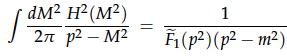 ∫ dM²/2π H²(M²)/(p² − M²) = 1/(F̃₁(p²)(p² − m²))